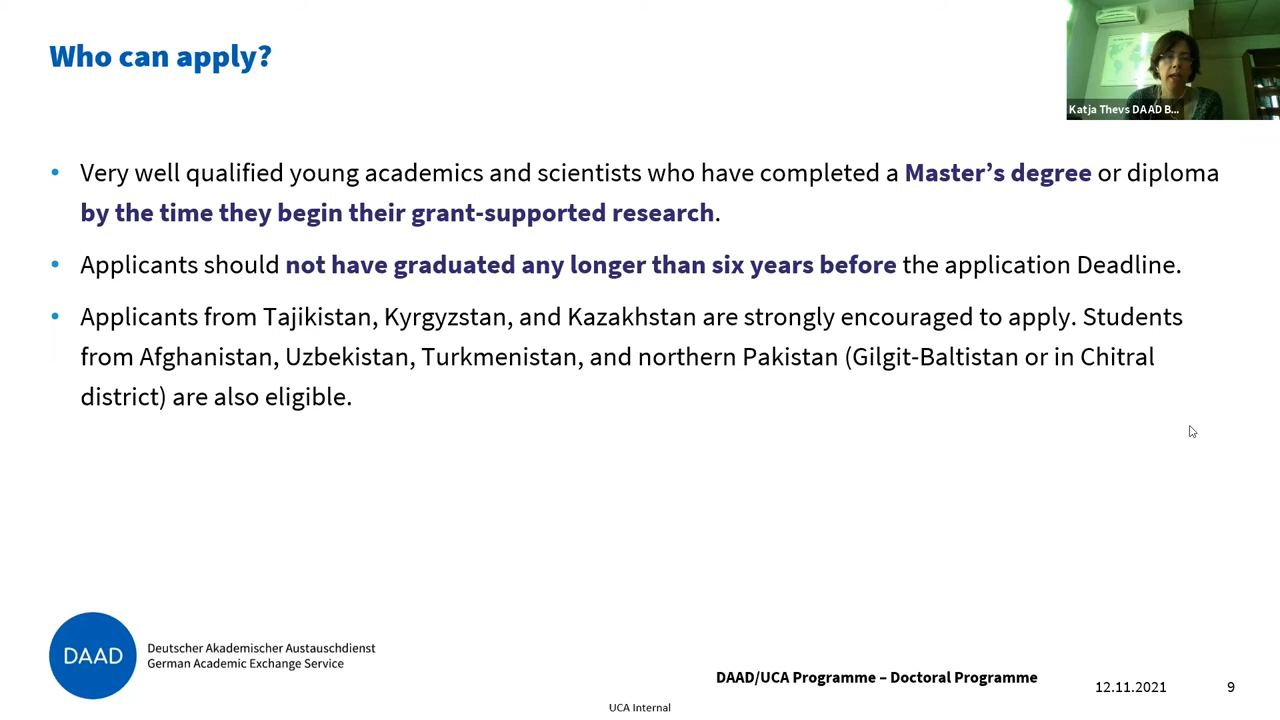 Who can apply?
Katja Thevs DAAD B...
• Very well qualified young academics and scientists who have completed a Master’s degree or diploma
by the time they begin their grant-supported research.
• Applicants should not have graduated any longer than six years before the application Deadline.
• Applicants from Tajikistan, Kyrgyzstan, and Kazakhstan are strongly encouraged to apply. Students
from Afghanistan, Uzbekistan, Turkmenistan, and northern Pakistan (Gilgit-Baltistan or in Chitral
district) are also eligible.
DAAD
Deutscher Akademischer Austauschdienst
German Academic Exchange Service
DAAD/UCA Programme – Doctoral Programme
12.11.2021
9
UCA Internal